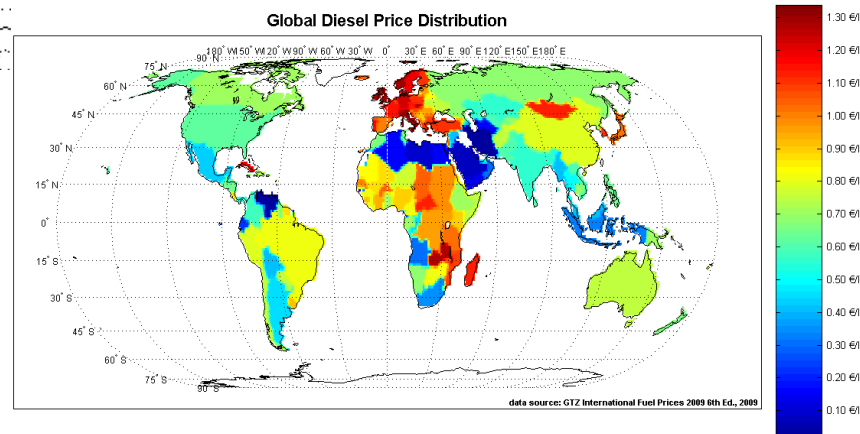 Global Diesel Price Distribution
180° W150° W120° W 90° W 60° W 30° W 0° 30° E 60° E 90° E120° E150° E180° E
90° N
75° N
60° N
45° N
30° N
15° N
0°
15° S
30° S
45° S
60° S
75° S
90° S
data source: GTZ International Fuel Prices 2009 6th Ed., 2009
1.30 €/l
1.20 €/l
1.10 €/l
1.00 €/l
0.90 €/l
0.80 €/l
0.70 €/l
0.60 €/l
0.50 €/l
0.40 €/l
0.30 €/l
0.20 €/l
0.10 €/l